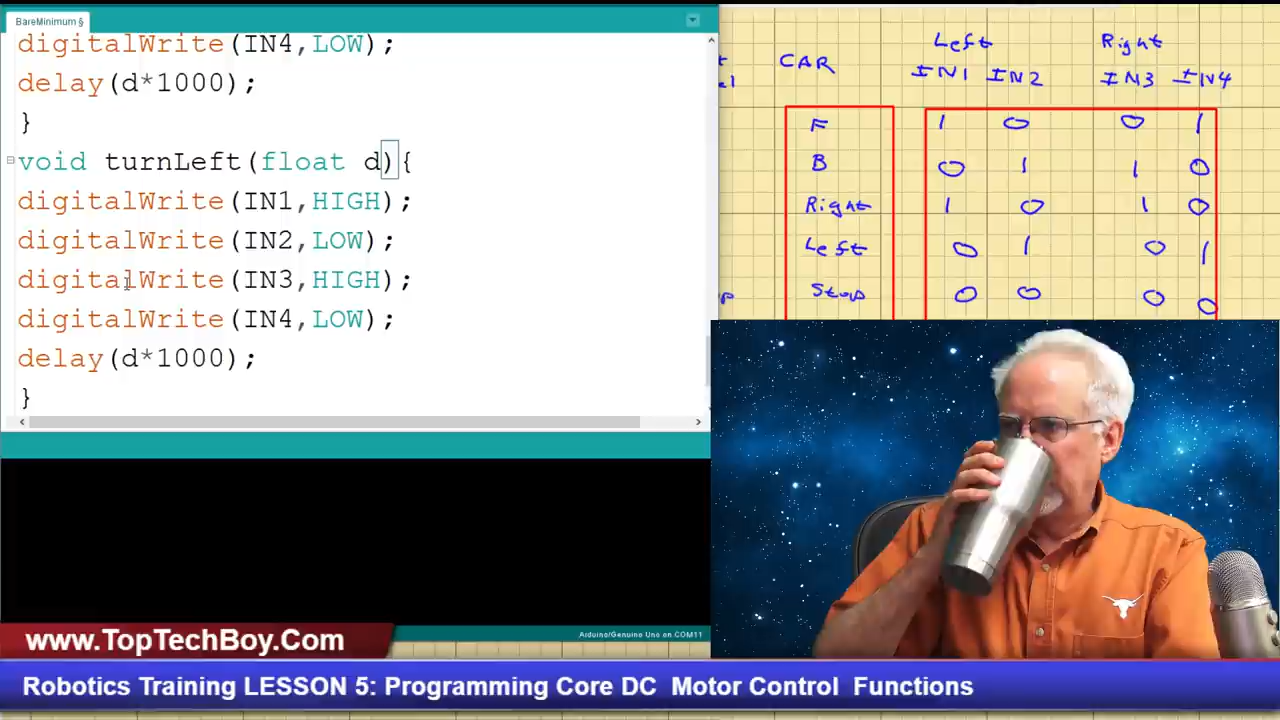 BareMinimum §
digitalWrite(IN4,LOW);
delay(d*1000);
}
void turnLeft(float d){
digitalWrite(IN1,HIGH);
digitalWrite(IN2,LOW);
digitalWrite(IN3,HIGH);
digitalWrite(IN4,LOW);
delay(d*1000);
}
Left Right
CAR IN1 IN2 IN3 IN4
F 1 0 0 1
B 0 1 1 0
Right 1 0 1 0
Left 0 1 0 1
Stop 0 0 0 0
Arduino/Genuino Uno on COM11
www.TopTechBoy.Com
Robotics Training LESSON 5: Programming Core DC Motor Control Functions